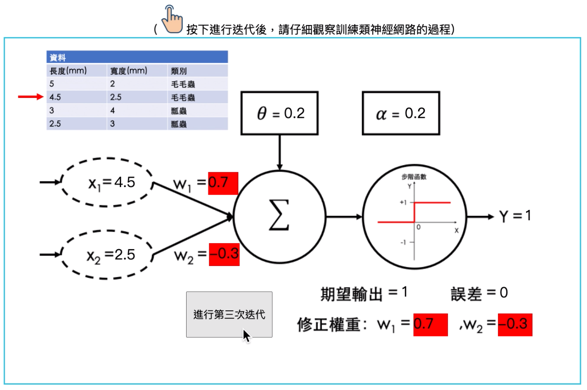 ( 按下進行迭代後，請仔細觀察訓練類神經網路的過程)
資料
長度(mm) 寬度(mm) 類別
5 2 毛毛蟲
4.5 2.5 毛毛蟲
3 4 瓢蟲
2.5 3 瓢蟲
θ = 0.2
α = 0.2
步階函數
Y
+1
0
X
-1
x₁= 4.5
w₁ = 0.7
Σ
Y = 1
x₂= 2.5
w₂ = -0.3
期望輸出 = 1 誤差 = 0
進行第三次迭代
修正權重： w₁ = 0.7 ,w₂ = -0.3